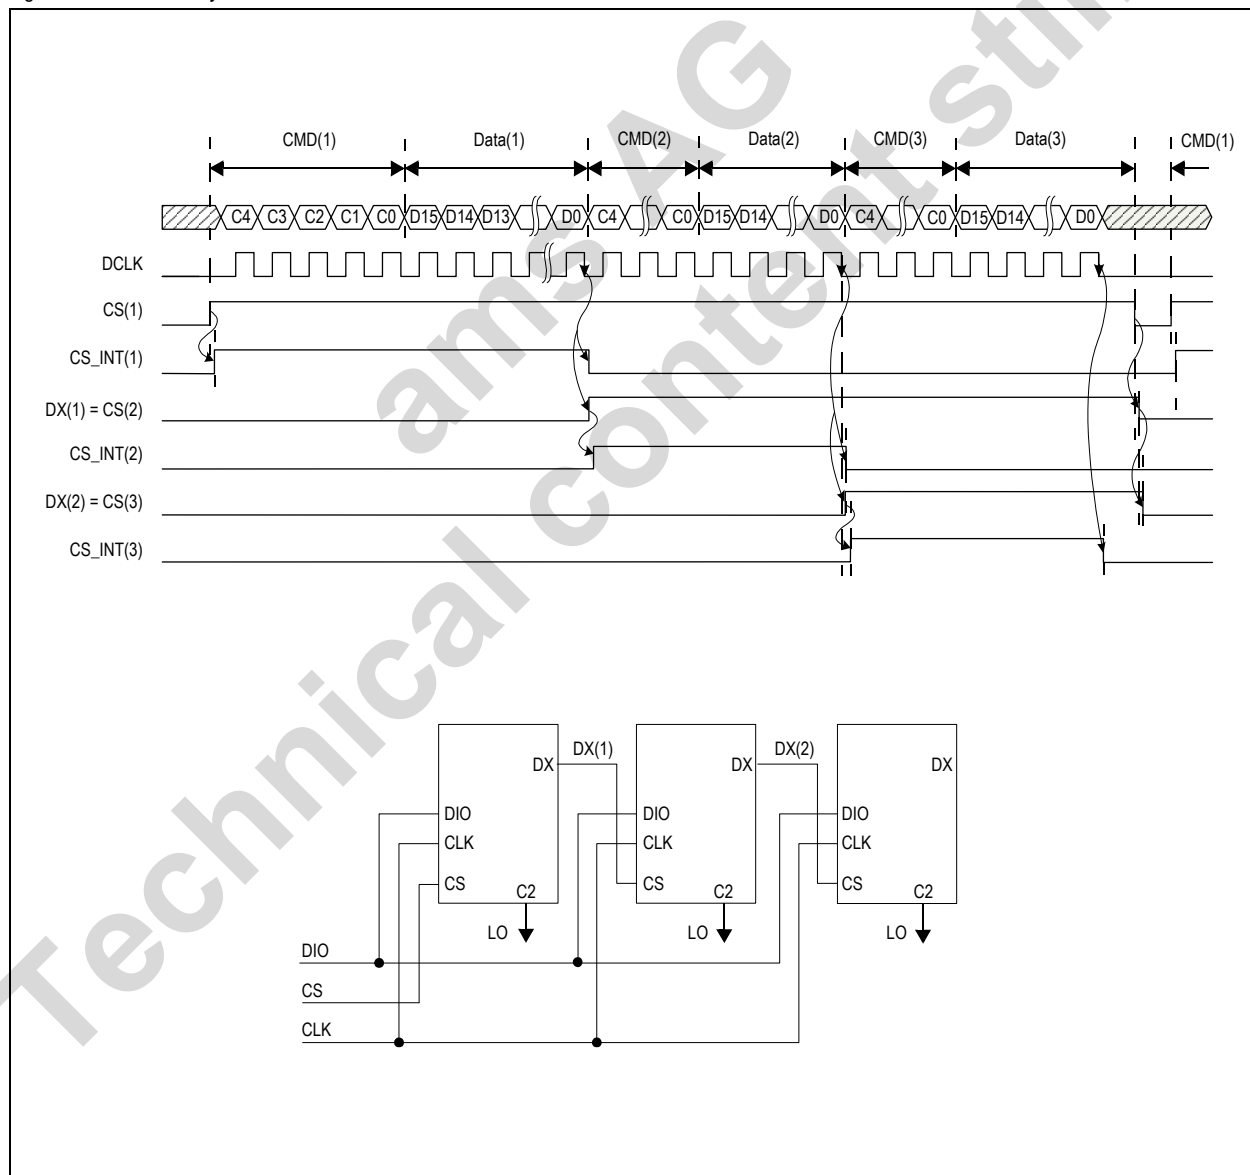 CMD(1) Data(1) CMD(2) Data(2) CMD(3) Data(3) CMD(1)
C4 C3 C2 C1 C0 D15 D14 D13 D0 C4 C0 D15 D14 D0 C4 C0 D15 D14 D0
DCLK
CS(1)
CS_INT(1)
DX(1) = CS(2)
CS_INT(2)
DX(2) = CS(3)
CS_INT(3)
DX DX(1) DX DX(2) DX
DIO DIO DIO
CLK CLK CLK
CS CS CS
C2 C2 C2
LO LO LO
DIO
CS
CLK
ams AG
Technical content